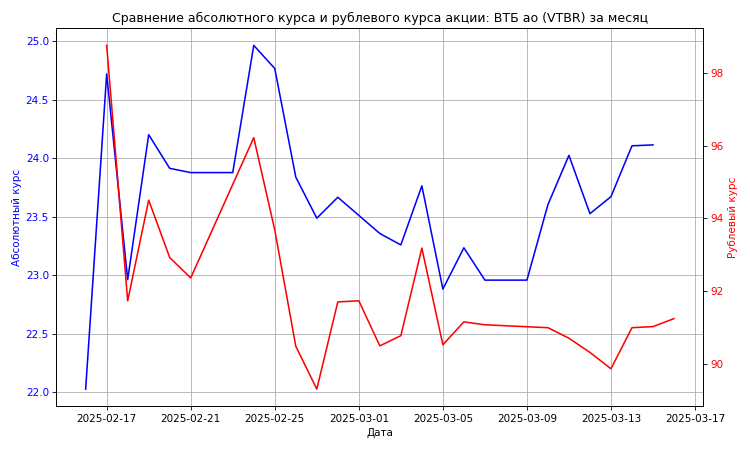 Сравнение абсолютного курса и рублевого курса акции: ВТБ ао (VTBR) за месяц
25.0
24.5
24.0
23.5
23.0
22.5
22.0
Абсолютный курс
98
96
94
92
90
Рублевый курс
2025-02-17 2025-02-21 2025-02-25 2025-03-01 2025-03-05 2025-03-09 2025-03-13 2025-03-17
Дата